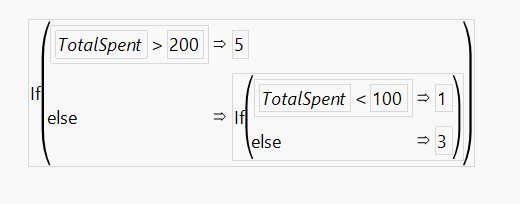 TotalSpent > 200 ⇒ 5
If
TotalSpent < 100 ⇒ 1
else ⇒ If
else ⇒ 3